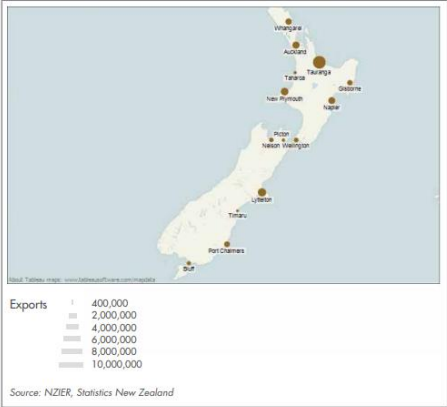 Whangarei
Auckland
Tauranga
Taharoa
Gisborne
New Plymouth
Napier
Picton
Nelson Wellington
Lyttelton
Timaru
Port Chalmers
Bluff
About Tableau maps: www.tableausoftware.com/mapdata
Exports
400,000
2,000,000
4,000,000
6,000,000
8,000,000
10,000,000
Source: NZIER, Statistics New Zealand